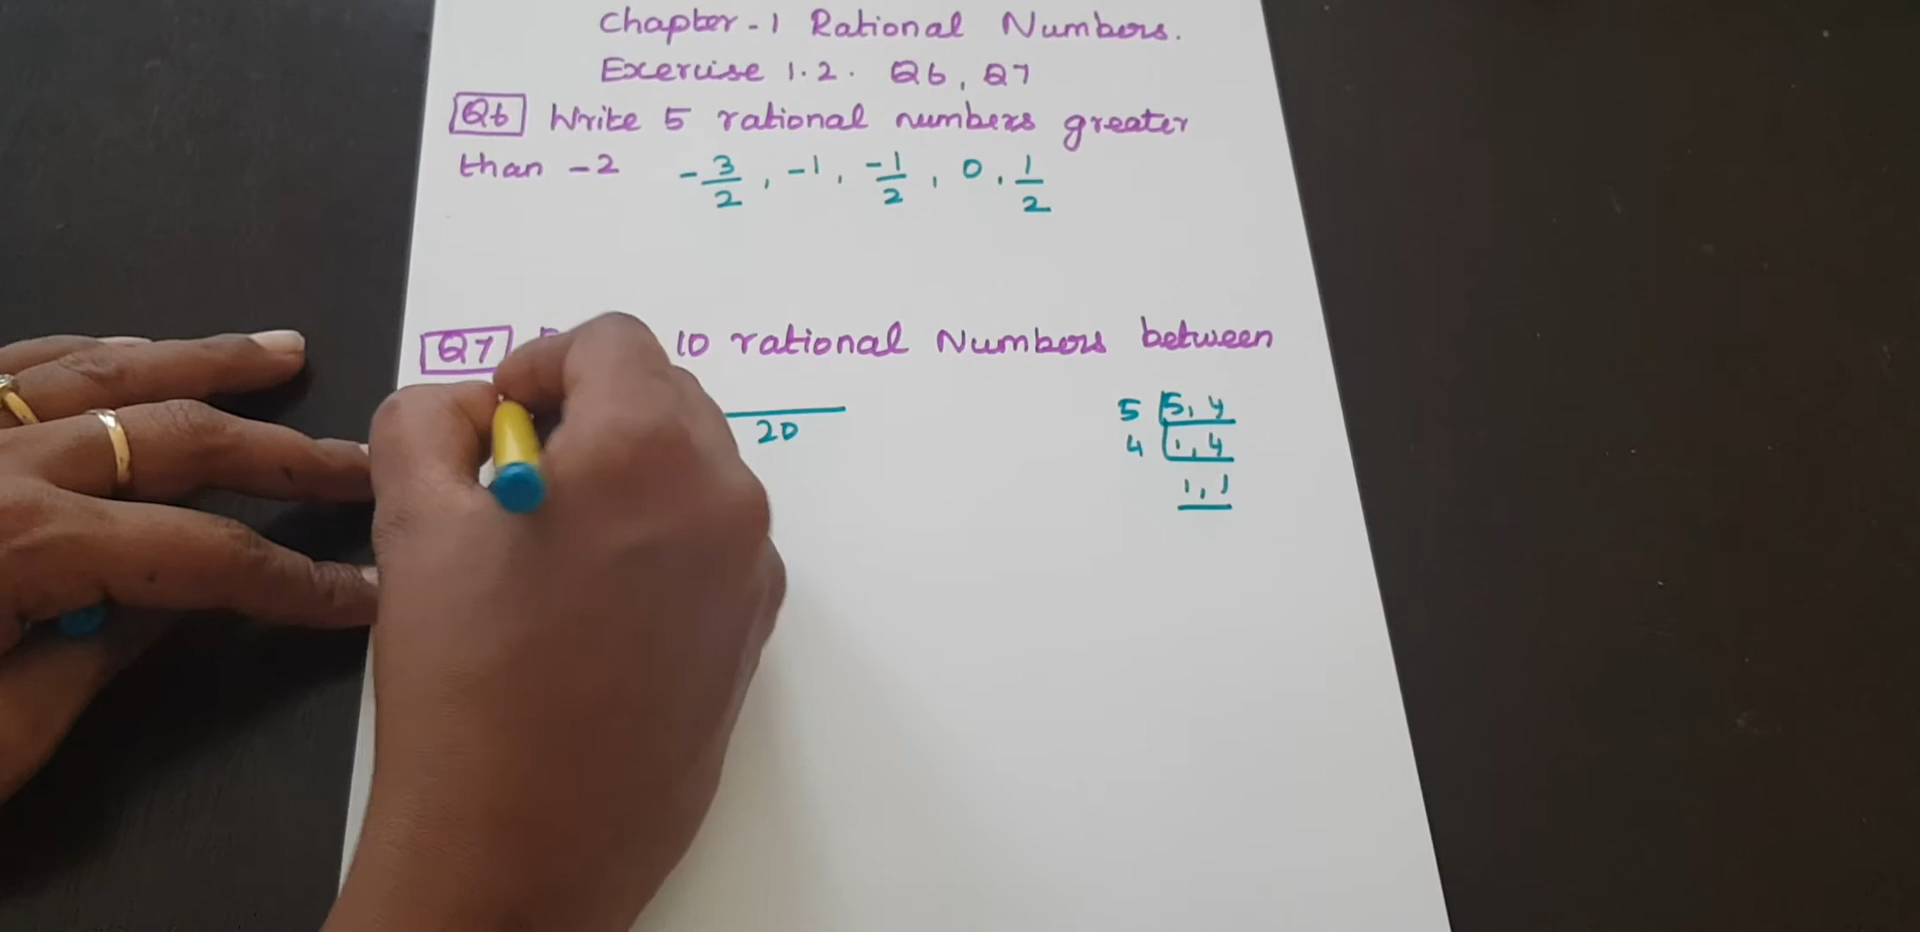 Chapter-1 Rational Numbers.
Exercise 1.2. Q6, Q7
Q6 Write 5 rational numbers greater
than -2 -3/2, -1, -1/2, 0, 1/2
Q7 10 rational Numbers between
20
5 5, 4
4 1, 4
1, 1